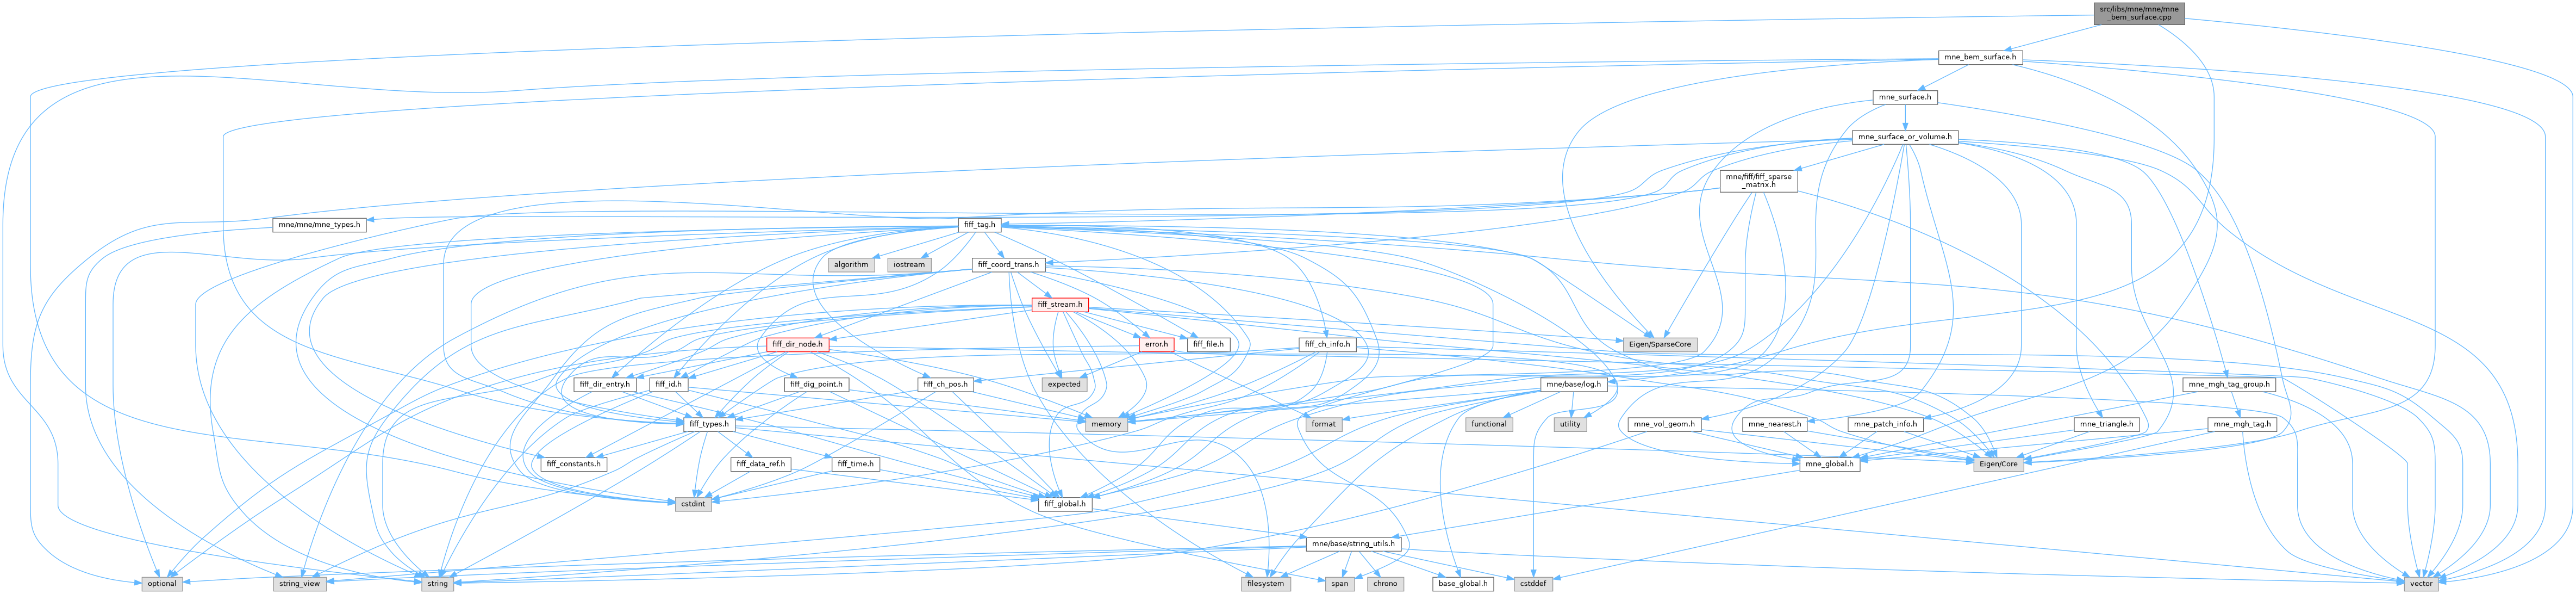 src/libs/mne/mne/mne
_bem_surface.cpp
mne_bem_surface.h
mne_surface.h
mne_surface_or_volume.h
mne/fiff/fiff_sparse
_matrix.h
mne/mne/mne_types.h
fiff_tag.h
algorithm
iostream
fiff_coord_trans.h
fiff_stream.h
fiff_dir_node.h
error.h
fiff_file.h
fiff_ch_info.h
Eigen/SparseCore
fiff_dir_entry.h
fiff_id.h
fiff_dig_point.h
fiff_ch_pos.h
expected
mne/base/log.h
mne_mgh_tag_group.h
fiff_types.h
memory
format
functional
utility
mne_vol_geom.h
mne_nearest.h
mne_patch_info.h
mne_triangle.h
mne_mgh_tag.h
fiff_constants.h
fiff_data_ref.h
fiff_time.h
mne_global.h
Eigen/Core
cstdint
fiff_global.h
mne/base/string_utils.h
optional
string_view
string
filesystem
span
chrono
base_global.h
cstddef
vector